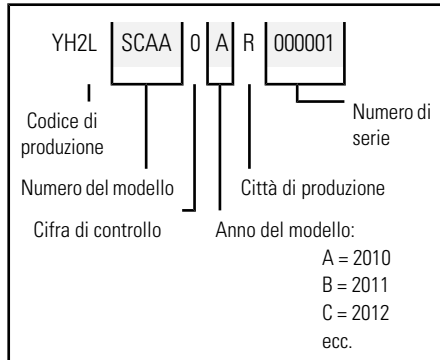 YH2L SCAA 0 A R 000001
Codice di produzione
Numero di serie
Numero del modello
Città di produzione
Cifra di controllo
Anno del modello:
A = 2010
B = 2011
C = 2012
ecc.